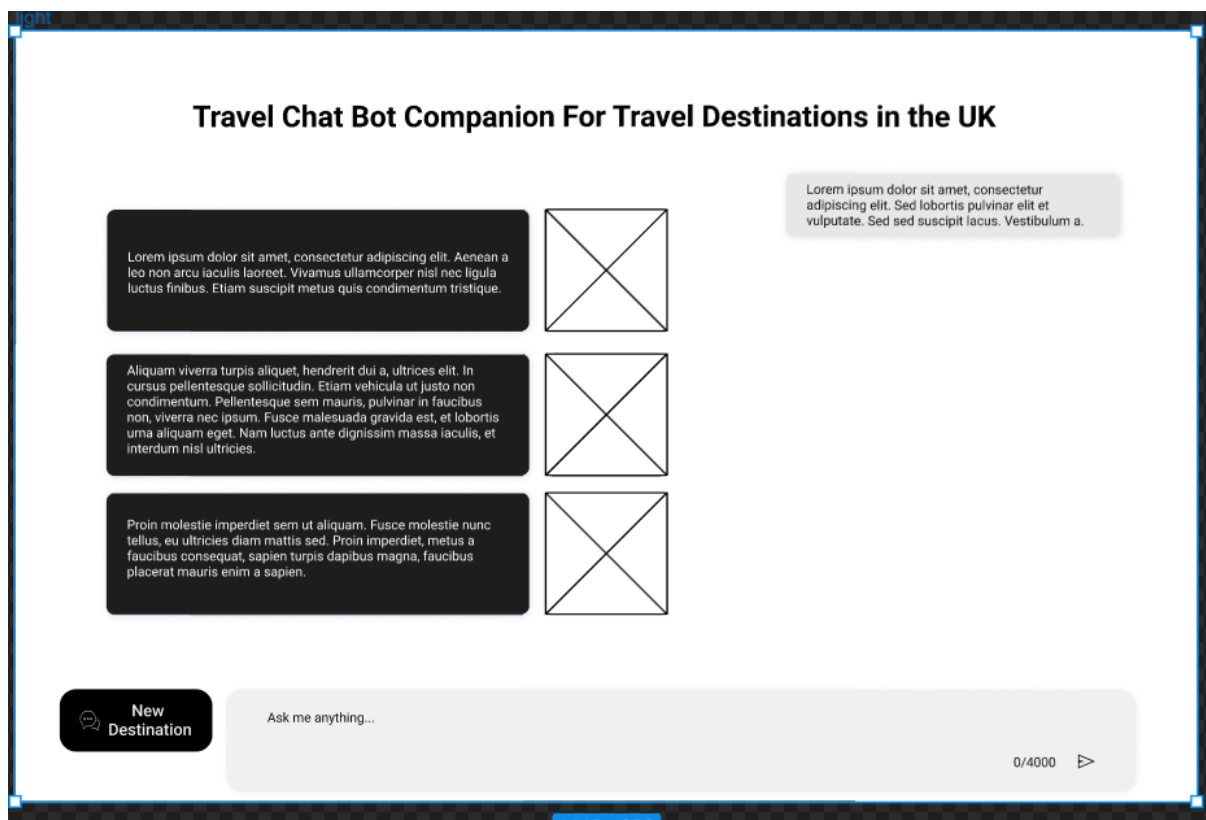 light
Travel Chat Bot Companion For Travel Destinations in the UK
Lorem ipsum dolor sit amet, consectetur
adipiscing elit. Sed lobortis pulvinar elit et
vulputate. Sed sed suscipit lacus. Vestibulum a.
Lorem ipsum dolor sit amet, consectetur adipiscing elit. Aenean a
leo non arcu iaculis laoreet. Vivamus ullamcorper nisl nec ligula
luctus finibus. Etiam suscipit metus quis condimentum tristique.
Aliquam viverra turpis aliquet, hendrerit dui a, ultrices elit. In
cursus pellentesque sollicitudin. Etiam vehicula ut justo non
condimentum. Pellentesque sem mauris, pulvinar in faucibus
non, viverra nec ipsum. Fusce malesuada gravida est, et lobortis
urna aliquam eget. Nam luctus ante dignissim massa iaculis, et
interdum nisl ultricies.
Proin molestie imperdiet sem ut aliquam. Fusce molestie nunc
tellus, eu ultricies diam mattis sed. Proin imperdiet, metus a
faucibus consequat, sapien turpis dapibus magna, faucibus
placerat mauris enim a sapien.
New
Destination
Ask me anything...
0/4000